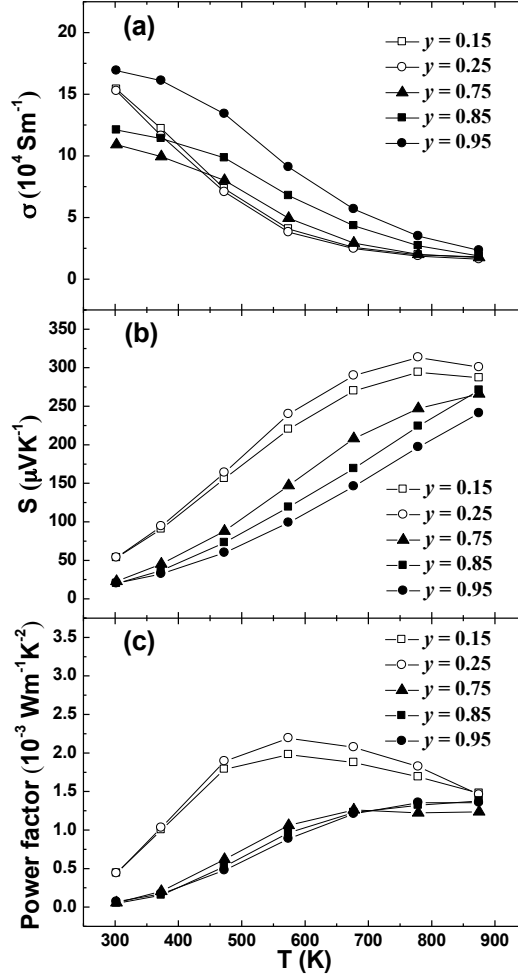 (a)
σ (10⁴ Sm⁻¹)
20
15
10
5
0
y = 0.15
y = 0.25
y = 0.75
y = 0.85
y = 0.95
(b)
S (μVK⁻¹)
350
300
250
200
150
100
50
0
y = 0.15
y = 0.25
y = 0.75
y = 0.85
y = 0.95
(c)
Power factor (10⁻³ Wm⁻¹K⁻²)
3.5
3.0
2.5
2.0
1.5
1.0
0.5
0.0
y = 0.15
y = 0.25
y = 0.75
y = 0.85
y = 0.95
300 400 500 600 700 800 900
T (K)